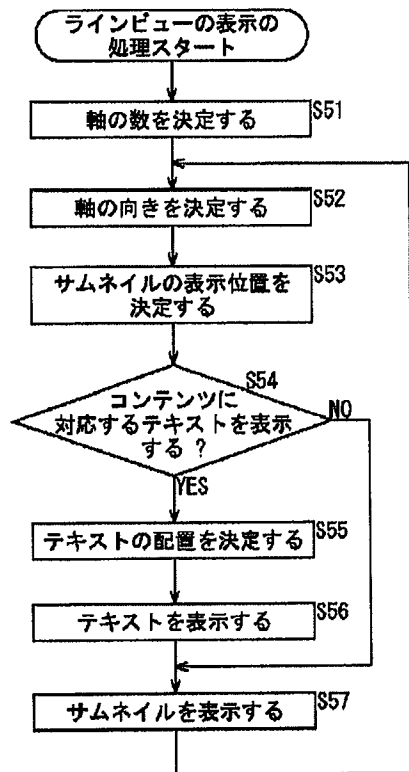 ラインビューの表示の
処理スタート
軸の数を決定する
S51
軸の向きを決定する
S52
サムネイルの表示位置を
決定する
S53
S54
コンテンツに
対応するテキストを表示
する ?
NO
YES
テキストの配置を決定する
S55
テキストを表示する
S56
サムネイルを表示する
S57